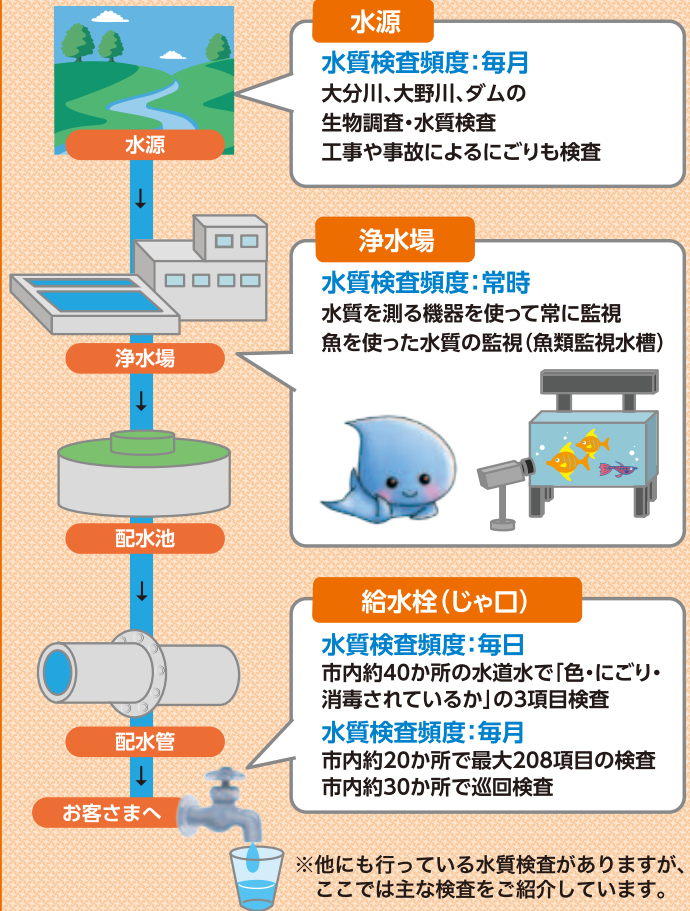 水源
水質検査頻度：毎月
大分川、大野川、ダムの
生物調査・水質検査
工事や事故によるにごりも検査
水源
↓
浄水場
水質検査頻度：常時
水質を測る機器を使って常に監視
魚を使った水質の監視（魚類監視水槽）
浄水場
↓
配水池
↓
給水栓（じゃ口）
水質検査頻度：毎日
市内約40か所の水道水で「色・にごり・
消毒されているか」の3項目検査
水質検査頻度：毎月
市内約20か所で最大208項目の検査
市内約30か所で巡回検査
配水管
↓
お客さまへ
※他にも行っている水質検査がありますが、
ここでは主な検査をご紹介しています。